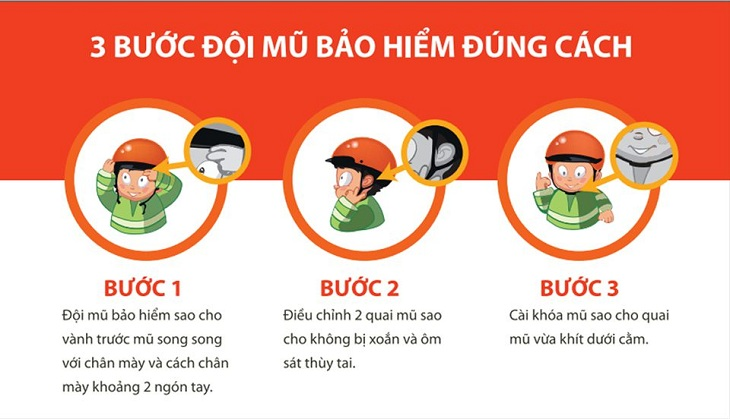 3 BƯỚC ĐỘI MŨ BẢO HIỂM ĐÚNG CÁCH
BƯỚC 1
Đội mũ bảo hiểm sao cho
vành trước mũ song song
với chân mày và cách chân
mày khoảng 2 ngón tay.
BƯỚC 2
Điều chỉnh 2 quai mũ sao
cho không bị xoắn và ôm
sát thùy tai.
BƯỚC 3
Cài khóa mũ sao cho quai
mũ vừa khít dưới cằm.